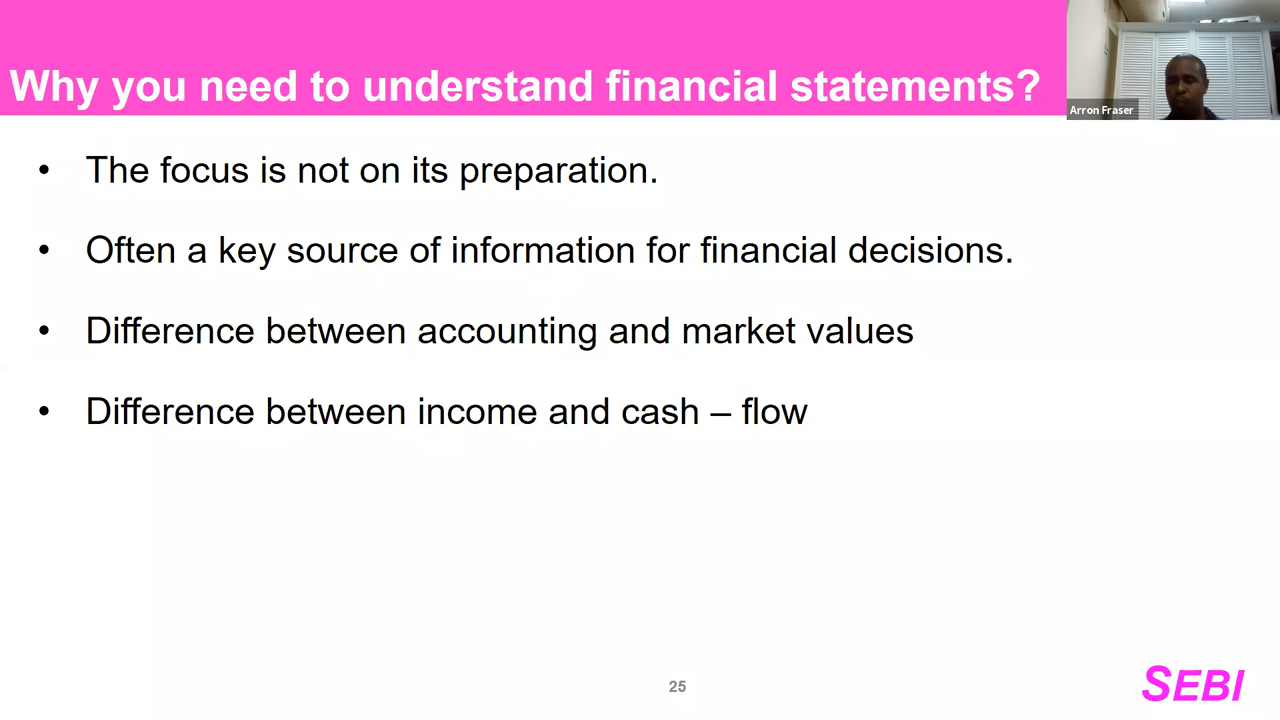 Why you need to understand financial statements?
Arron Fraser
• The focus is not on its preparation.
• Often a key source of information for financial decisions.
• Difference between accounting and market values
• Difference between income and cash – flow
25
SEBI